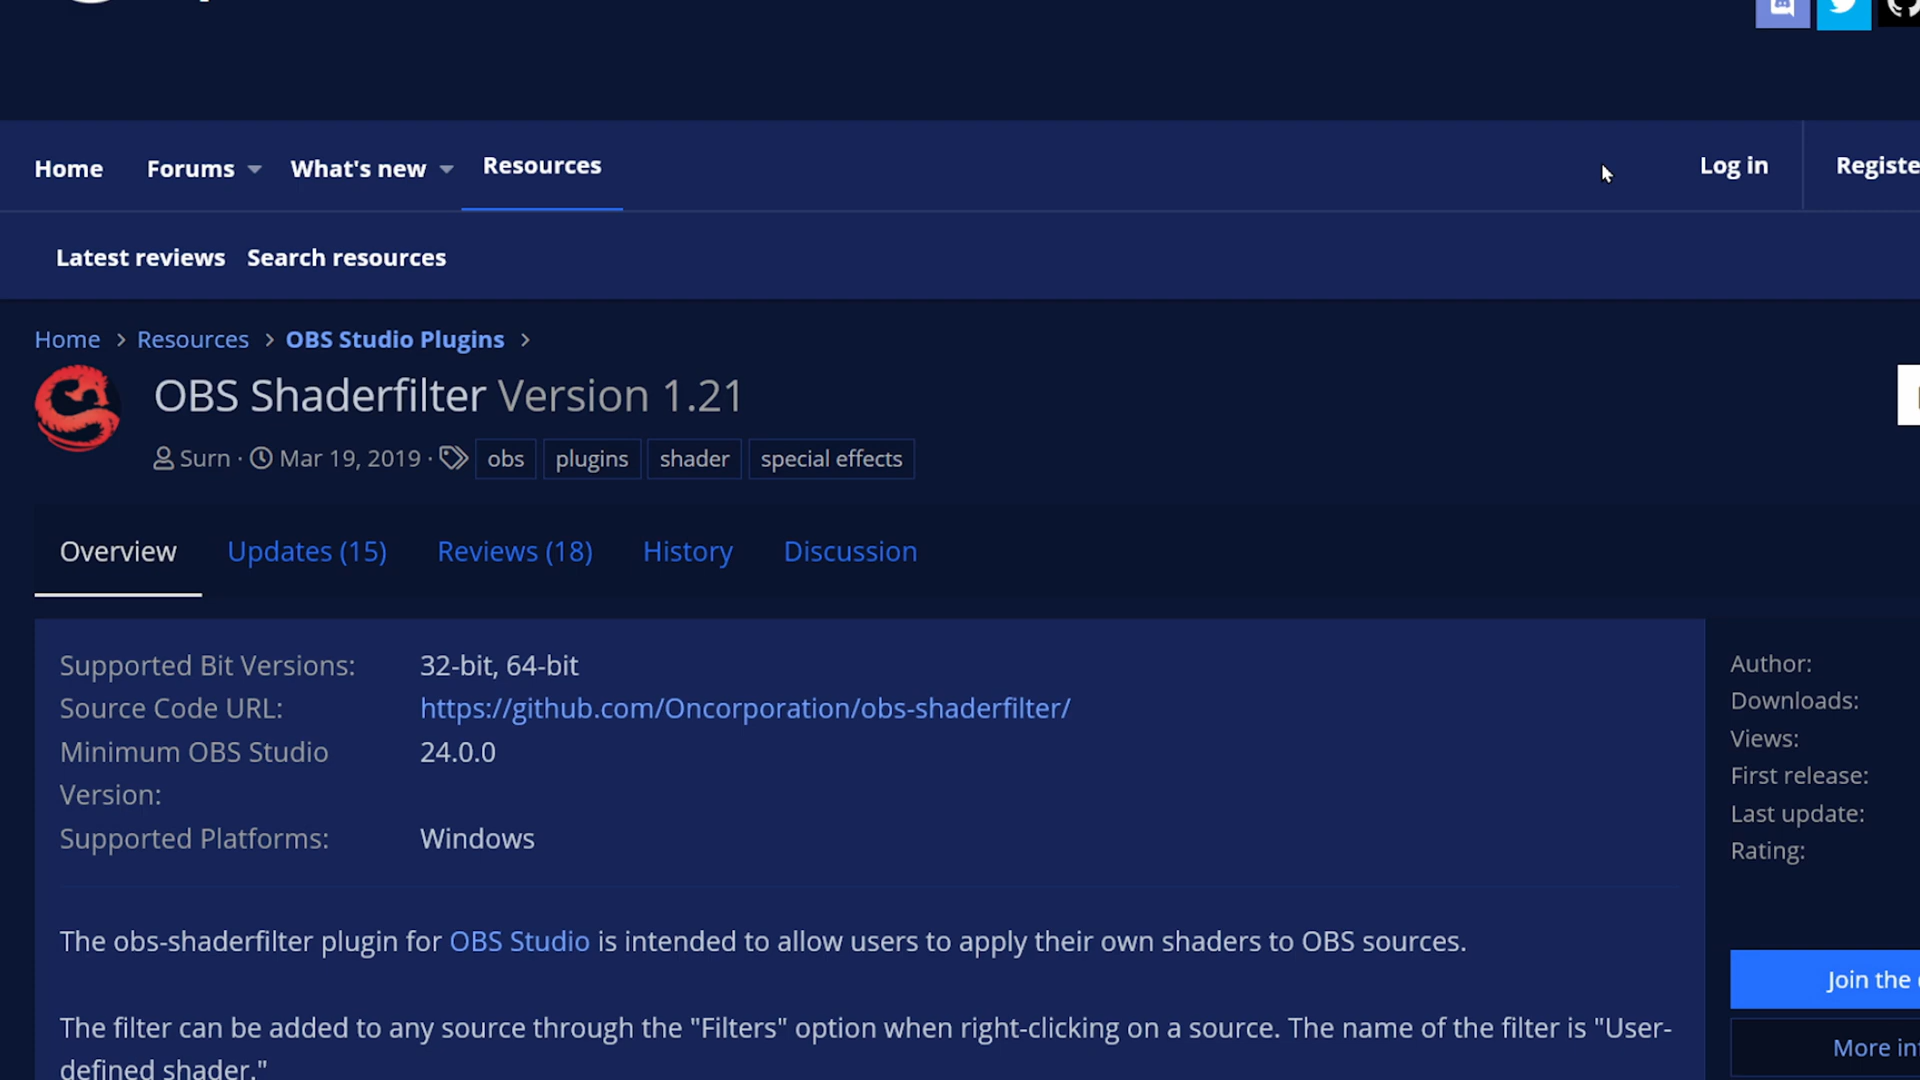 Home Forums What's new Resources Log in Registe
Latest reviews Search resources
Home > Resources > OBS Studio Plugins >
OBS Shaderfilter Version 1.21
Surn · Mar 19, 2019 · obs plugins shader special effects
Overview Updates (15) Reviews (18) History Discussion
Supported Bit Versions: 32-bit, 64-bit
Source Code URL: https://github.com/Oncorporation/obs-shaderfilter/
Minimum OBS Studio 24.0.0
Version:
Supported Platforms: Windows
The obs-shaderfilter plugin for OBS Studio is intended to allow users to apply their own shaders to OBS sources.
The filter can be added to any source through the "Filters" option when right-clicking on a source. The name of the filter is "User-
defined shader."
Author:
Downloads:
Views:
First release:
Last update:
Rating:
Join the
More in